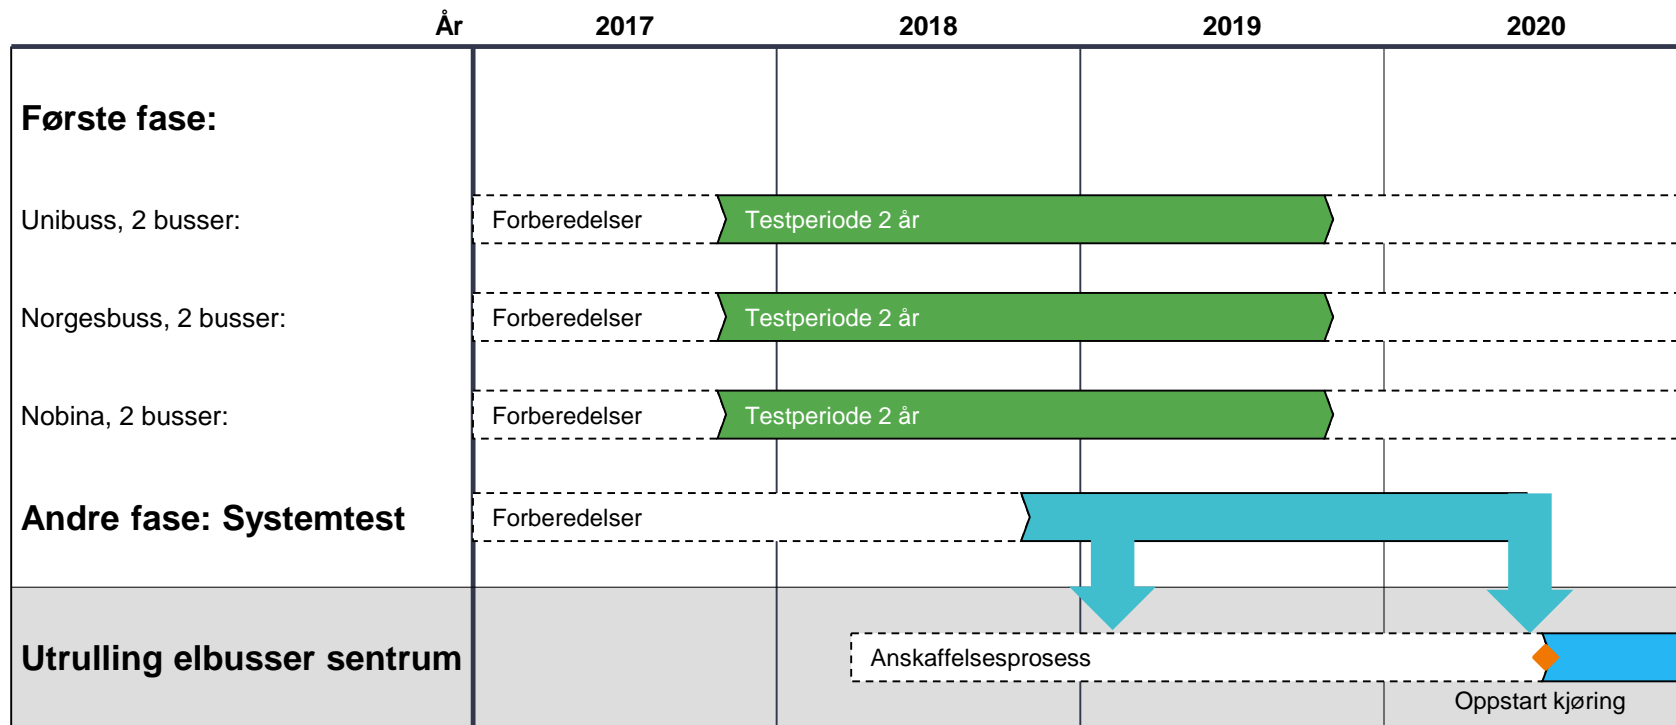 År 2017 2018 2019 2020
Første fase:
Unibuss, 2 busser: Forberedelser Testperiode 2 år
Norgesbuss, 2 busser: Forberedelser Testperiode 2 år
Nobina, 2 busser: Forberedelser Testperiode 2 år
Andre fase: Systemtest Forberedelser
Utrulling elbusser sentrum Anskaffelsesprosess
Oppstart kjøring